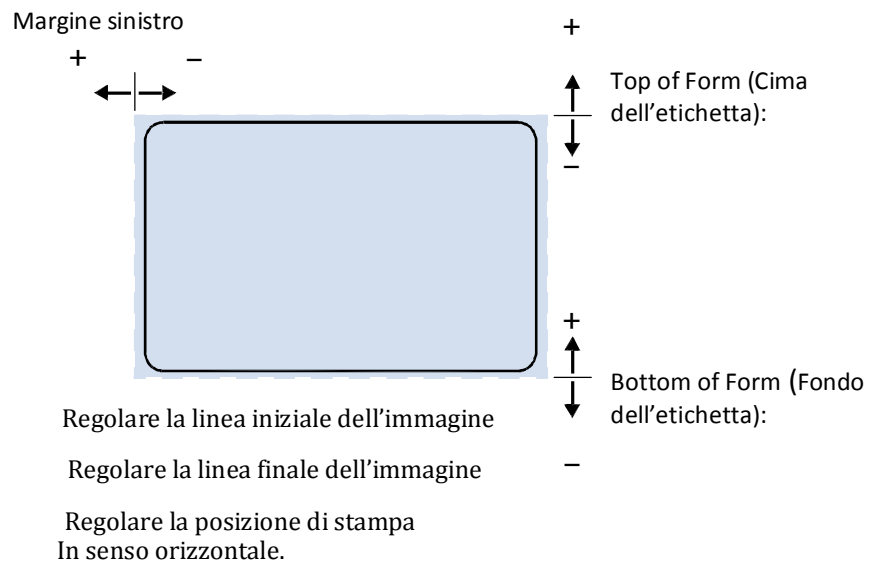 Margine sinistro
+ –
+
Top of Form (Cima
dell’etichetta):
–
+
Bottom of Form (Fondo
dell’etichetta):
–
Regolare la linea iniziale dell’immagine
Regolare la linea finale dell’immagine
Regolare la posizione di stampa
In senso orizzontale.